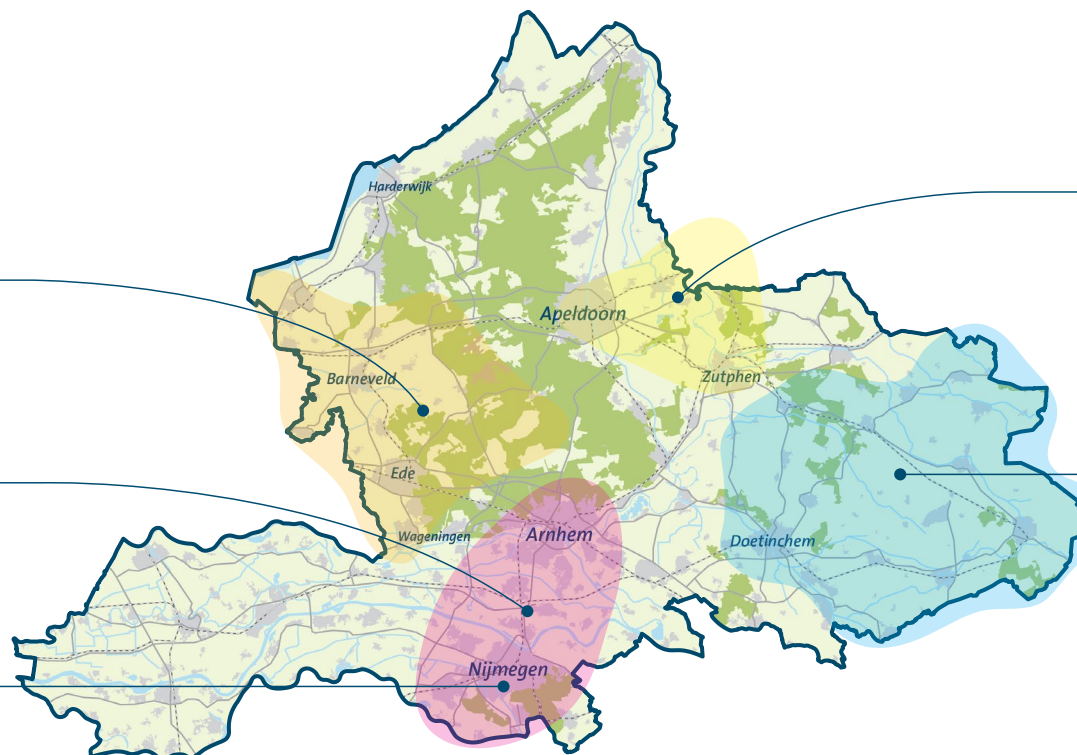 Harderwijk
Apeldoorn
Barneveld
Zutphen
Ede
Wageningen
Arnhem
Doetinchem
Nijmegen